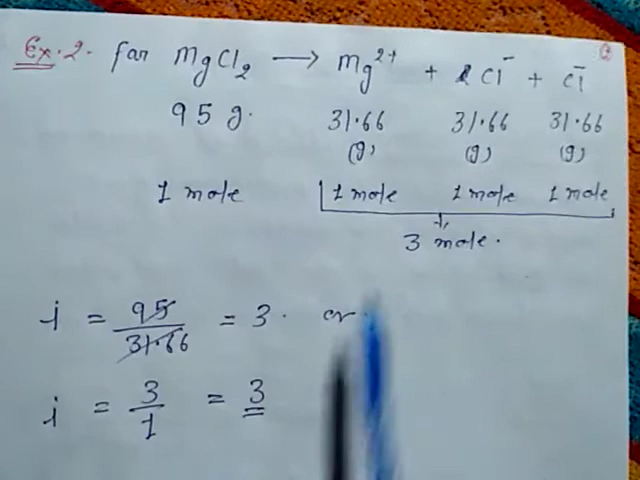 Ex.2. for MgCl2 → Mg2+ + Cl- + Cl-
95 g. 31.66 31.66 31.66
(g) (g) (g)
1 mole 1 mole 1 mole 1 mole
3 mole.
i = 95/31.66 = 3. or
i = 3/1 = 3